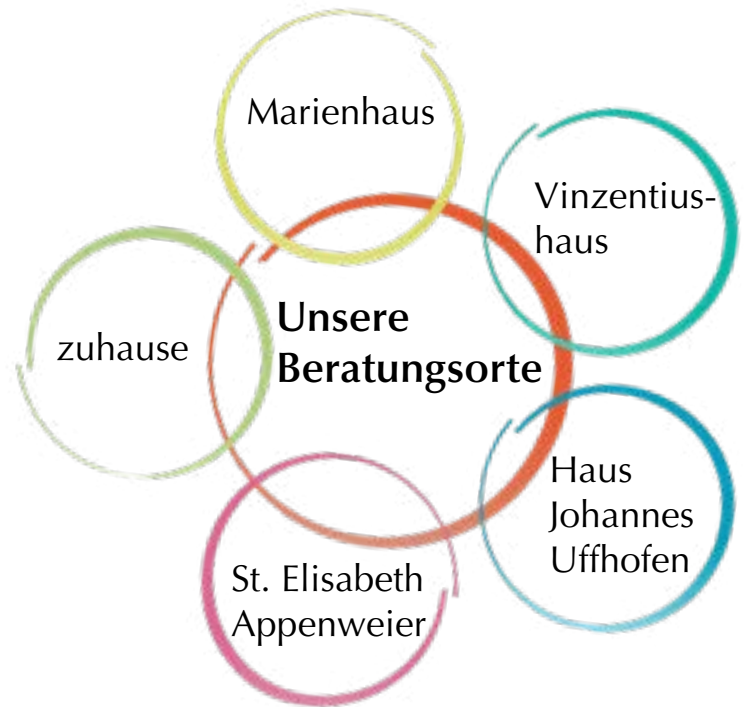 Marienhaus
Vinzentius-
haus
zuhause
Unsere
Beratungsorte
Haus
Johannes
Uffhofen
St. Elisabeth
Appenweier